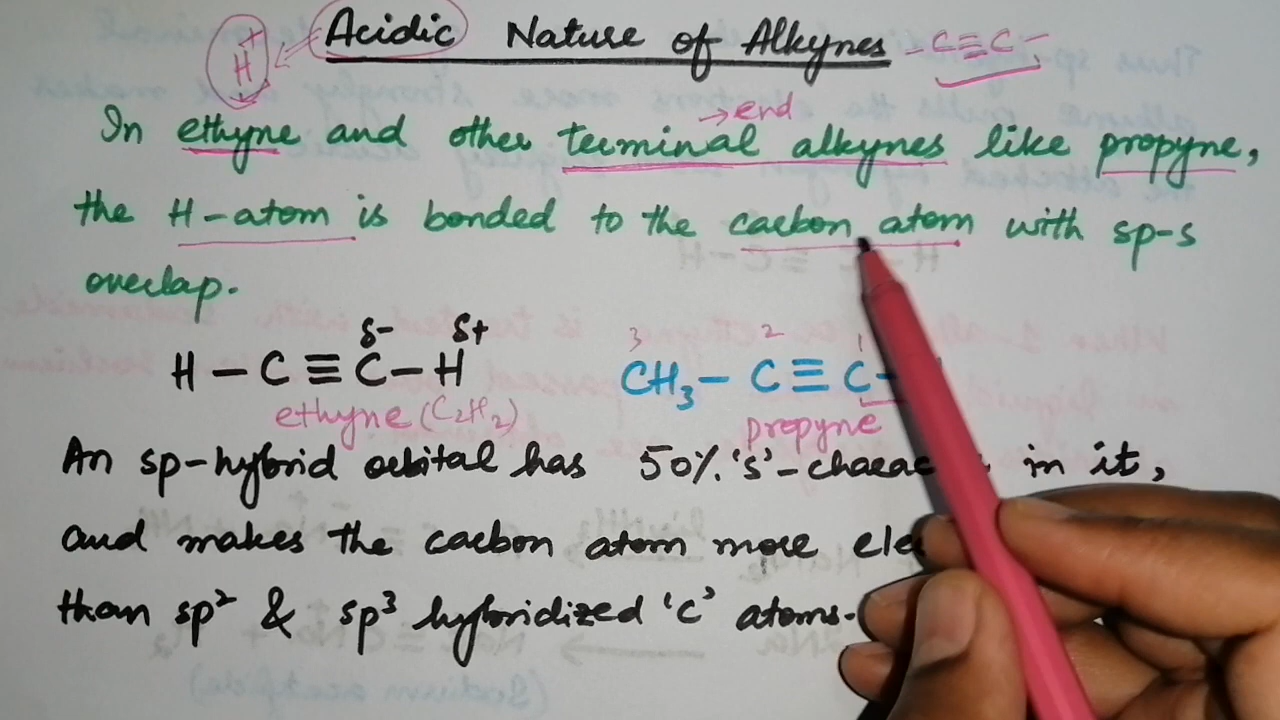 H+ Acidic Nature of Alkynes -C≡C-
→end
In ethyne and other terminal alkynes like propyne,
the H-atom is bonded to the carbon atom with sp-s
overlap.
δ- δ+
H-C≡C-H
ethyne (C2H2)
3 2 1
CH3-C≡C-
propyne
An sp-hybrid orbital has 50% 's'-charac in it,
and makes the carbon atom more ele
than sp² & sp³ hybridized 'c' atoms.